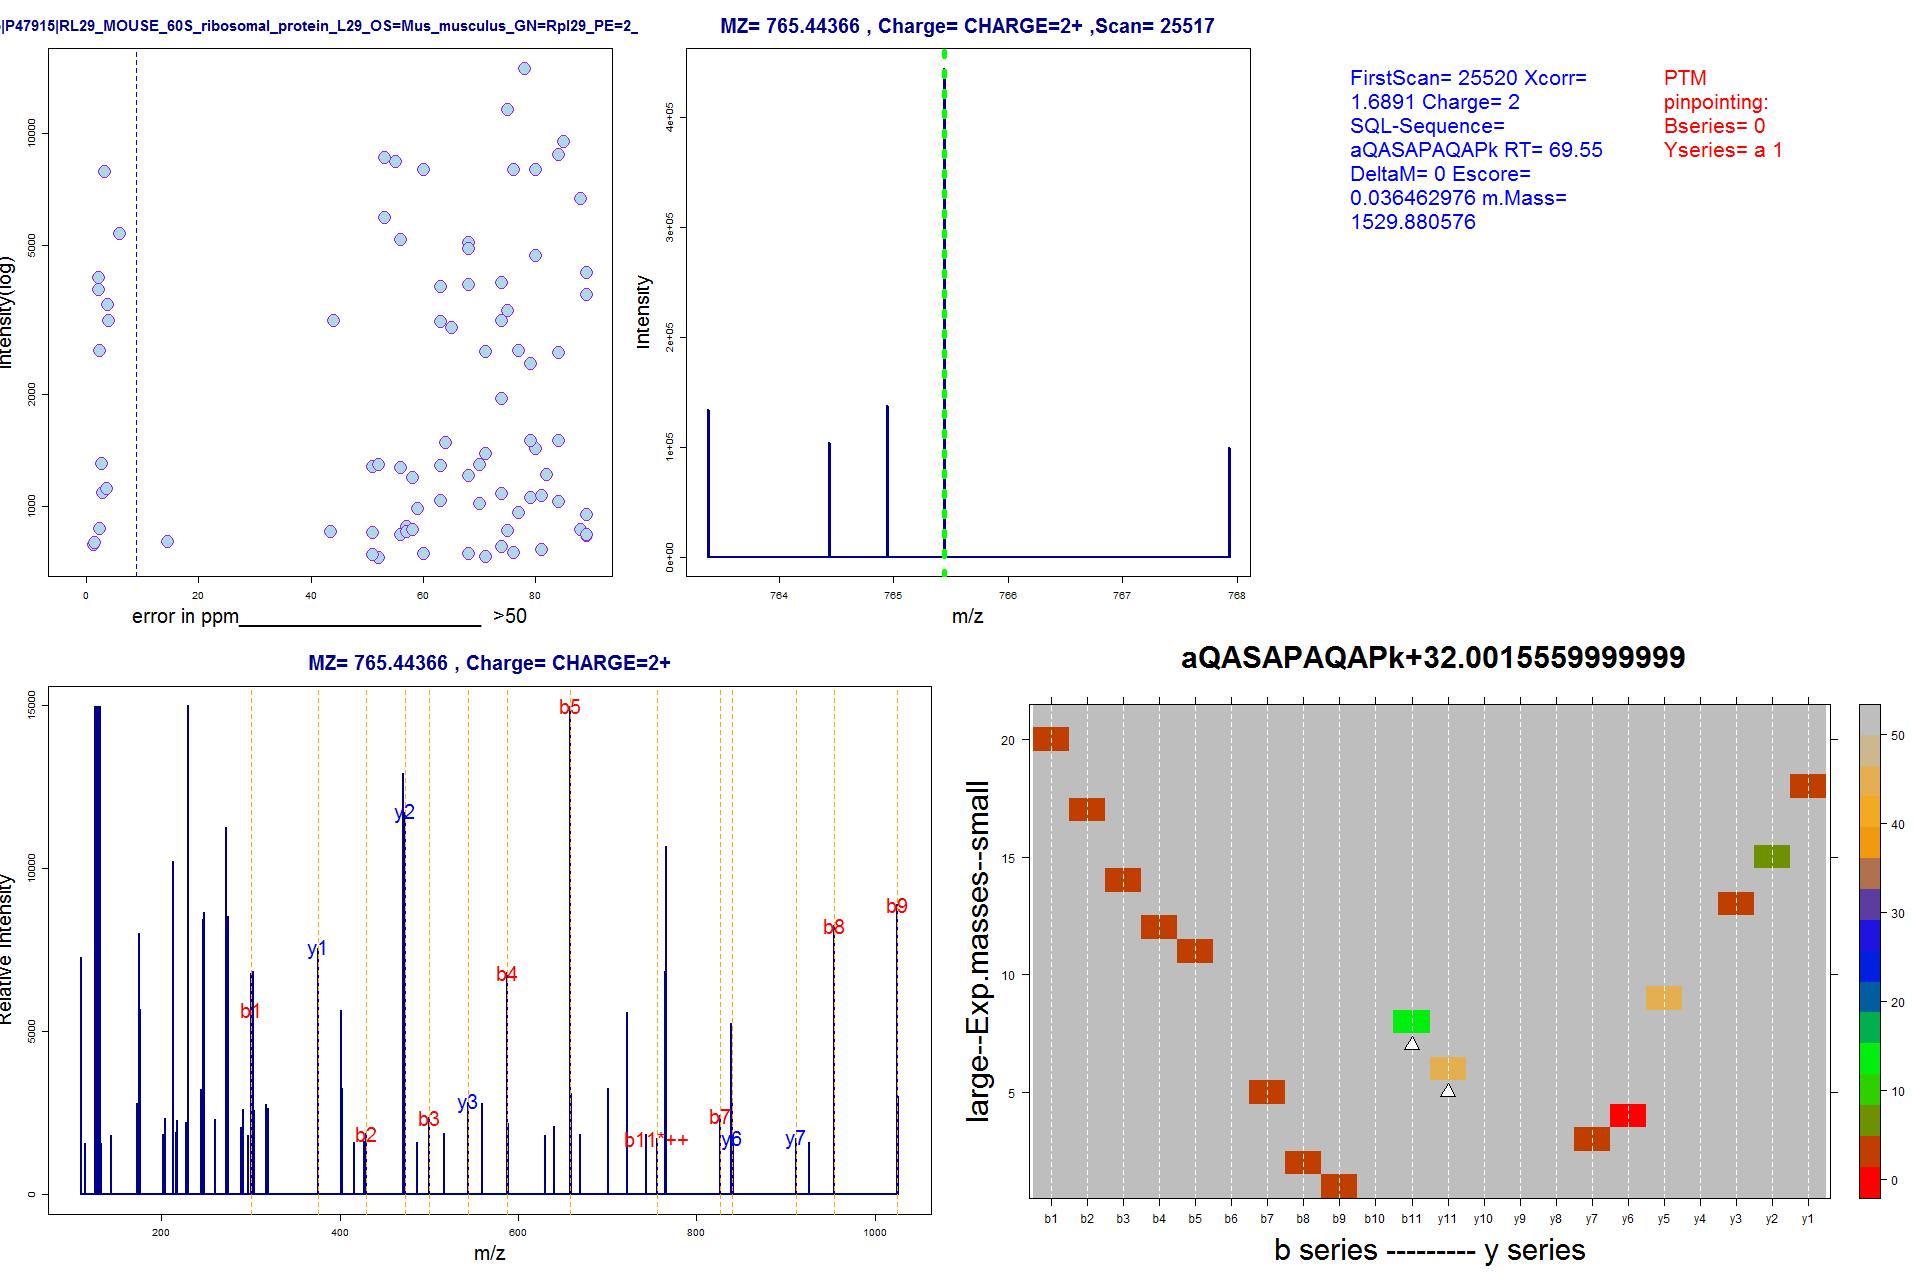 |P47915|RL29_MOUSE_60S_ribosomal_protein_L29_OS=Mus_musculus_GN=Rpl29_PE=2_
MZ= 765.44366 , Charge= CHARGE=2+ ,Scan= 25517
FirstScan= 25520 Xcorr=
1.6891 Charge= 2
SQL-Sequence=
aQASAPAQAPk RT= 69.55
DeltaM= 0 Escore=
0.036462976 m.Mass=
1529.880576
PTM
pinpointing:
Bseries= 0
Yseries= a 1
Intensity(log)
10000
5000
2000
1000
0 20 40 60 80
error in ppm______________________ >50
Intensity
4e+05
3e+05
2e+05
1e+05
0e+00
764 765 766 767 768
m/z
MZ= 765.44366 , Charge= CHARGE=2+
Relative Intensity
15000
10000
5000
0
b5
y2
b9
b8
y1
b4
b1
y3
b3
b7
b2
b11*++
y6
y7
200 400 600 800 1000
m/z
aQASAPAQAPk+32.0015559999999
large--Exp.masses--small
20
15
10
5
b1 b2 b3 b4 b5 b6 b7 b8 b9 b10 b11 y11 y10 y9 y8 y7 y6 y5 y4 y3 y2 y1
b series --------- y series
50
40
30
20
10
0